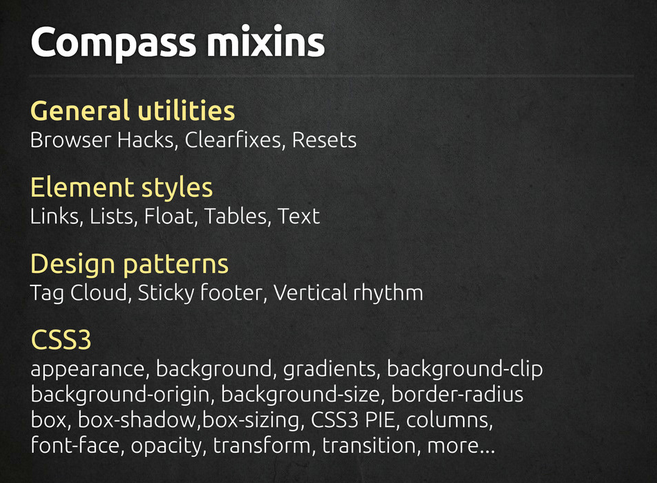 Compass mixins
General utilities
Browser Hacks, Clearfixes, Resets
Element styles
Links, Lists, Float, Tables, Text
Design patterns
Tag Cloud, Sticky footer, Vertical rhythm
CSS3
appearance, background, gradients, background-clip
background-origin, background-size, border-radius
box, box-shadow,box-sizing, CSS3 PIE, columns,
font-face, opacity, transform, transition, more...